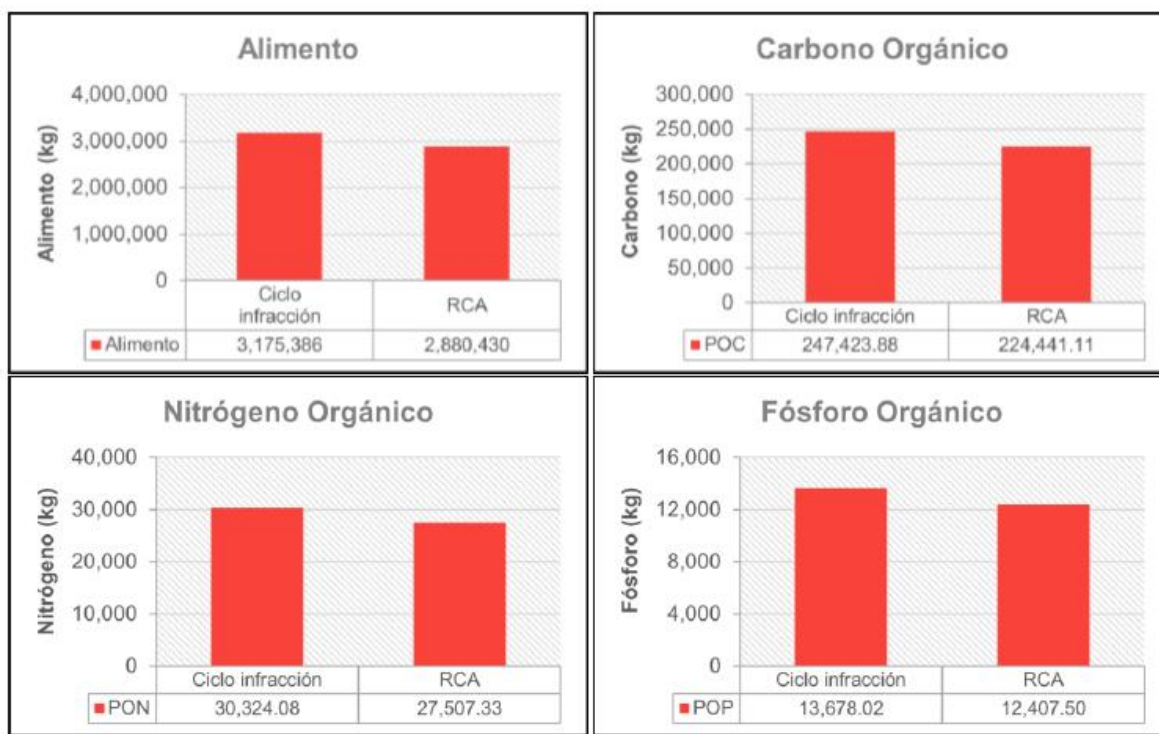 Alimento
Alimento (kg)
4,000,000
3,000,000
2,000,000
1,000,000
0
Ciclo
infracción
RCA
Alimento
3,175,386
2,880,430
Carbono Orgánico
Carbono (kg)
300,000
250,000
200,000
150,000
100,000
50,000
0
Ciclo infracción
RCA
POC
247,423.88
224,441.11
Nitrógeno Orgánico
Nitrógeno (kg)
40,000
30,000
20,000
10,000
0
Ciclo infracción
RCA
PON
30,324.08
27,507.33
Fósforo Orgánico
Fósforo (kg)
16,000
12,000
8,000
4,000
0
Ciclo infracción
RCA
POP
13,678.02
12,407.50